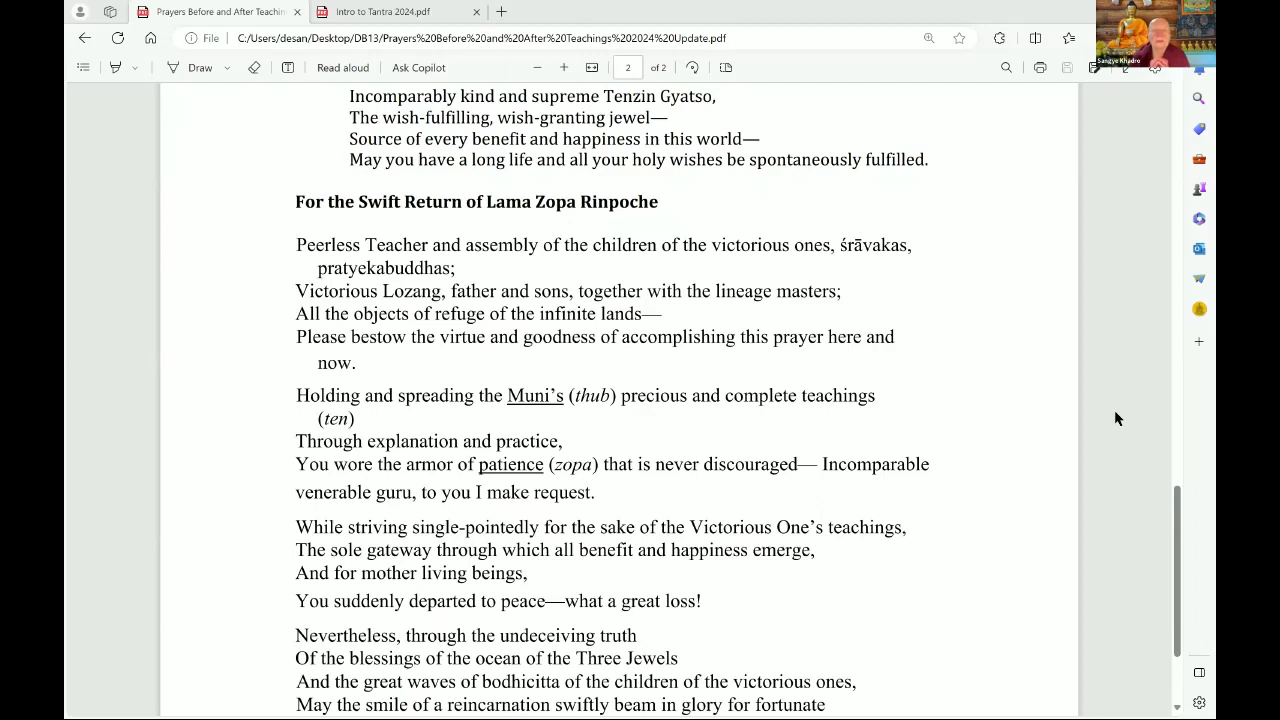 Prayers Before and After Teachin
Intro to Tantra 2024.pdf
File
C:/Users/desan/Desktop/DB13/Pra
%20After%20Teachings%202024%20Update.pdf
Draw
Read aloud
2
of 2
Sangye Khadro
Incomparably kind and supreme Tenzin Gyatso,
The wish-fulfilling, wish-granting jewel—
Source of every benefit and happiness in this world—
May you have a long life and all your holy wishes be spontaneously fulfilled.
For the Swift Return of Lama Zopa Rinpoche
Peerless Teacher and assembly of the children of the victorious ones, śrāvakas,
pratyekabuddhas;
Victorious Lozang, father and sons, together with the lineage masters;
All the objects of refuge of the infinite lands—
Please bestow the virtue and goodness of accomplishing this prayer here and
now.
Holding and spreading the Muni’s (thub) precious and complete teachings
(ten)
Through explanation and practice,
You wore the armor of patience (zopa) that is never discouraged— Incomparable
venerable guru, to you I make request.
While striving single-pointedly for the sake of the Victorious One’s teachings,
The sole gateway through which all benefit and happiness emerge,
And for mother living beings,
You suddenly departed to peace—what a great loss!
Nevertheless, through the undeceiving truth
Of the blessings of the ocean of the Three Jewels
And the great waves of bodhicitta of the children of the victorious ones,
May the smile of a reincarnation swiftly beam in glory for fortunate